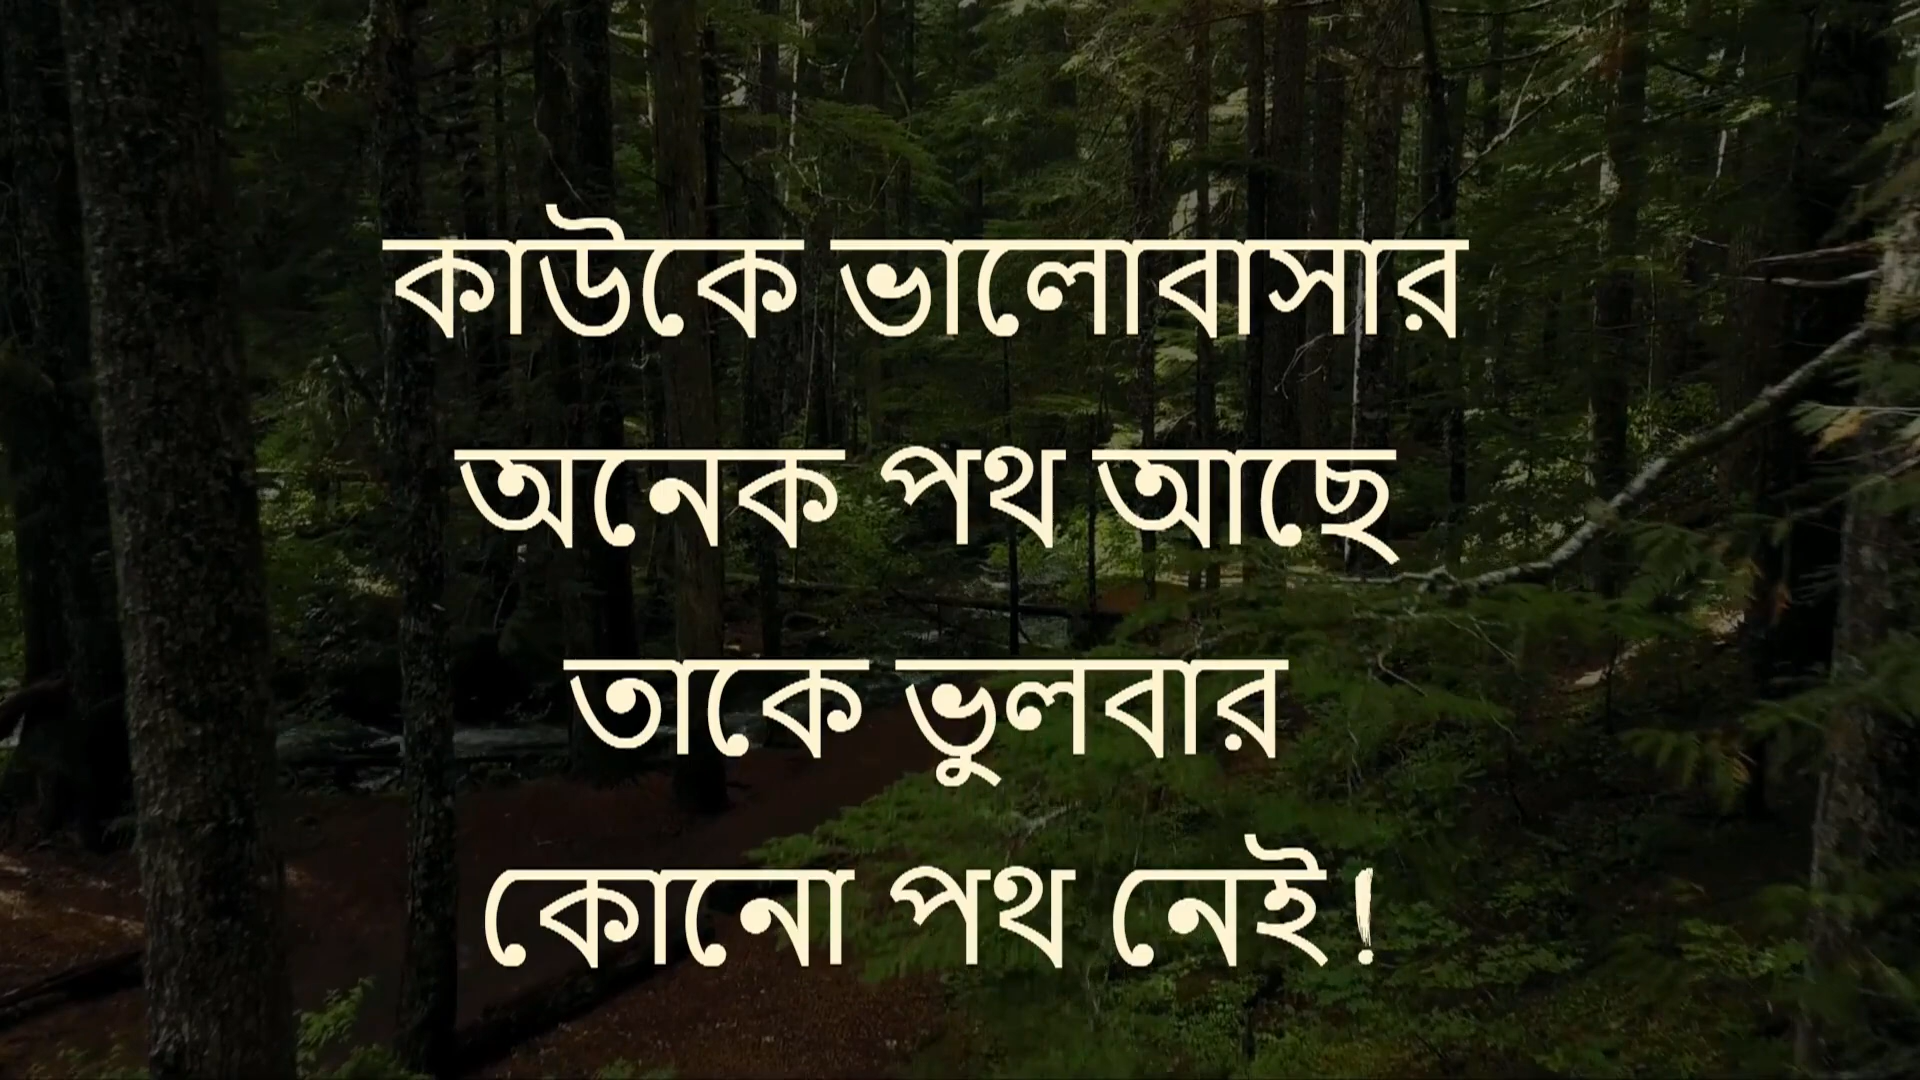 কাউকে ভালোবাসার
অনেক পথ আছে
তাকে ভুলবার
কোনো পথ নেই!